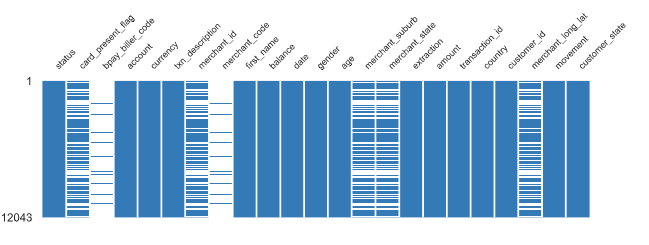 status
card_present_flag
bpay_biller_code
account
currency
txn_description
merchant_id
merchant_code
first_name
balance
date
gender
age
merchant_suburb
merchant_state
extraction
amount
transaction_id
country
customer_id
merchant_long_lat
movement
customer_state
1
12043